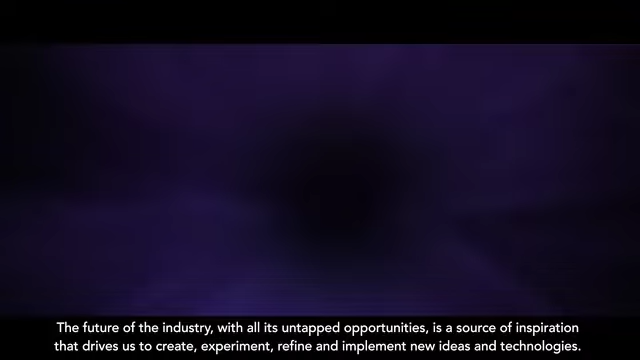 The future of the industry, with all its untapped opportunities, is a source of inspiration
that drives us to create, experiment, refine and implement new ideas and technologies.